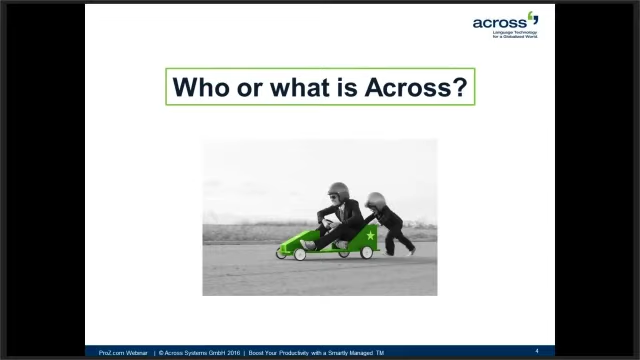 across
Language Technology
for a Globalized World.
Who or what is Across?
ProZ.com Webinar | © Across Systems GmbH 2016 | Boost Your Productivity with a Smartly Managed TM
4